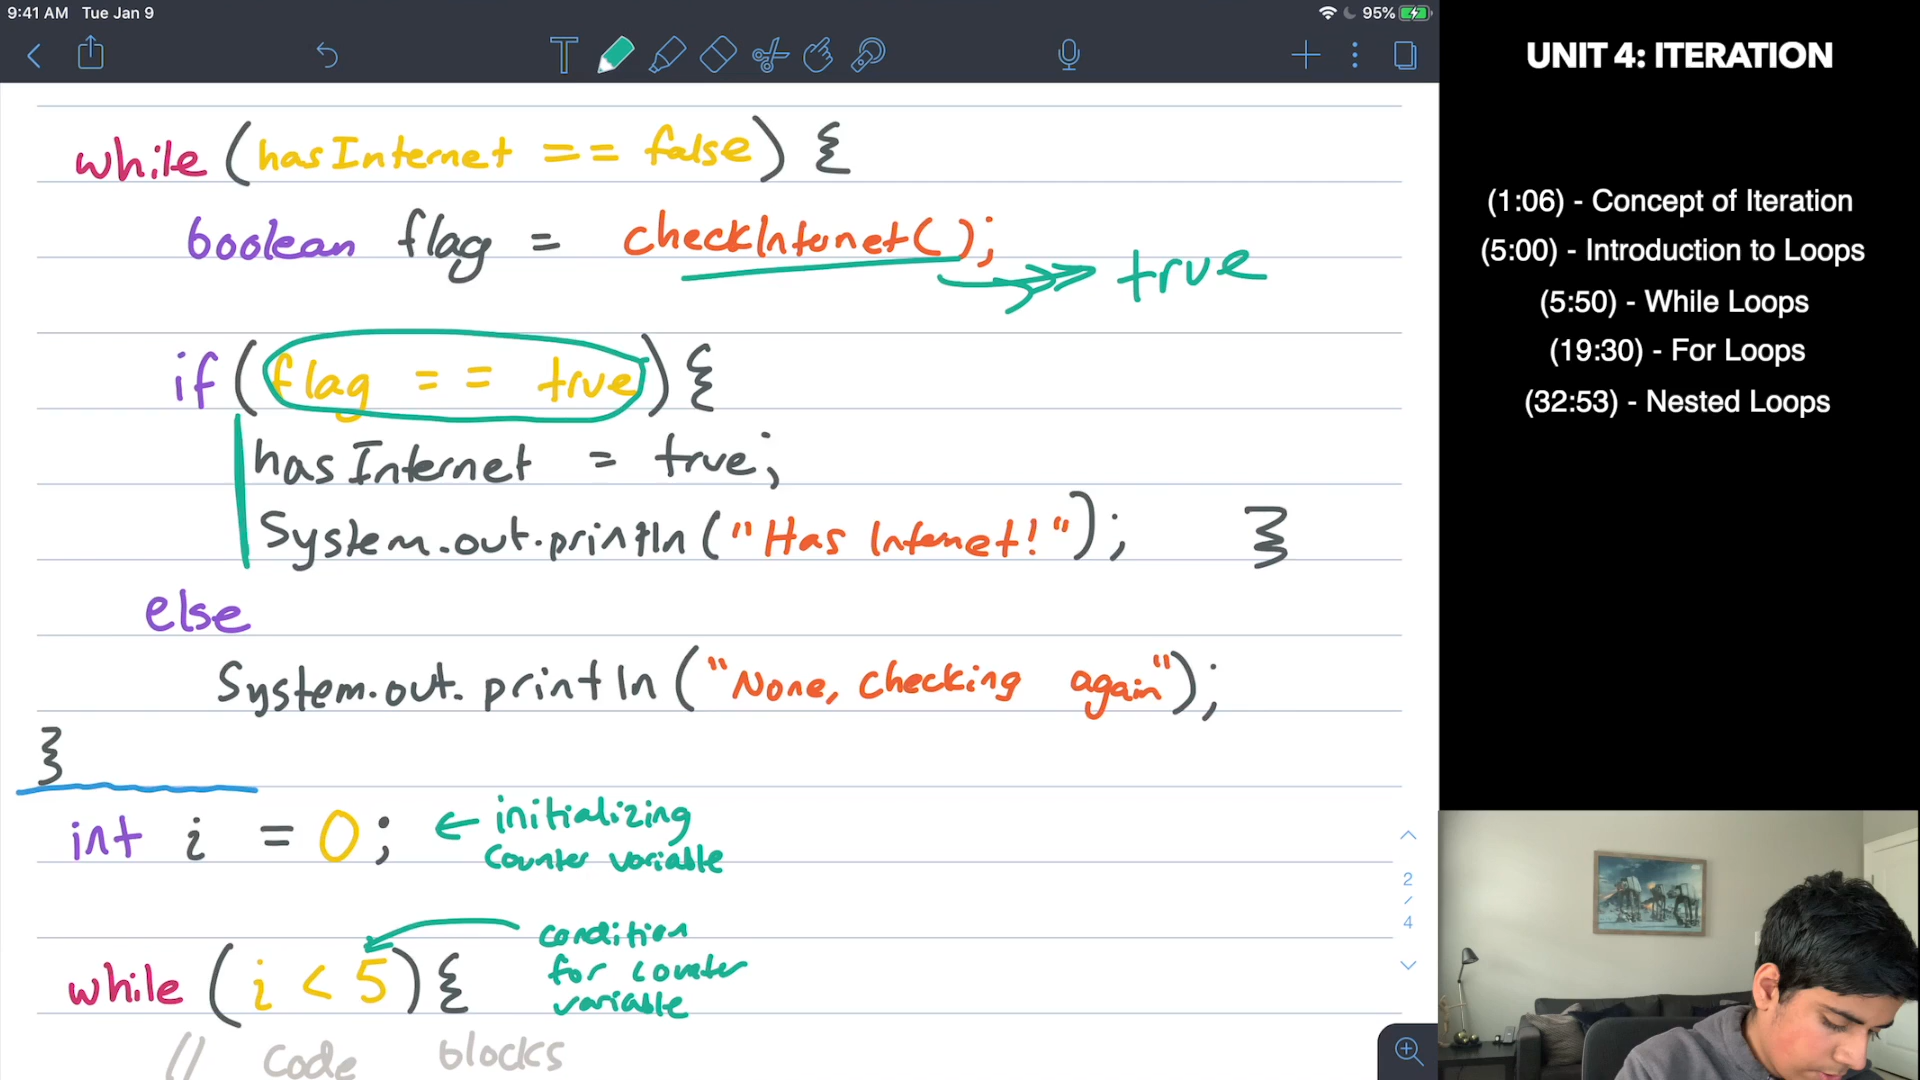 9:41 AM Tue Jan 9
95%
UNIT 4: ITERATION
(1:06) - Concept of Iteration
(5:00) - Introduction to Loops
(5:50) - While Loops
(19:30) - For Loops
(32:53) - Nested Loops
while (hasInternet == false) {
boolean flag = checkInternet();
true
if (flag == true) {
hasInternet = true;
System.out.println("Has Internet!"); }
else
System.out.println("None, checking again");
}
int i = 0; ← initializing
counter variable
condition
for counter
variable
while (i < 5) {
// Code blocks
2
/
4